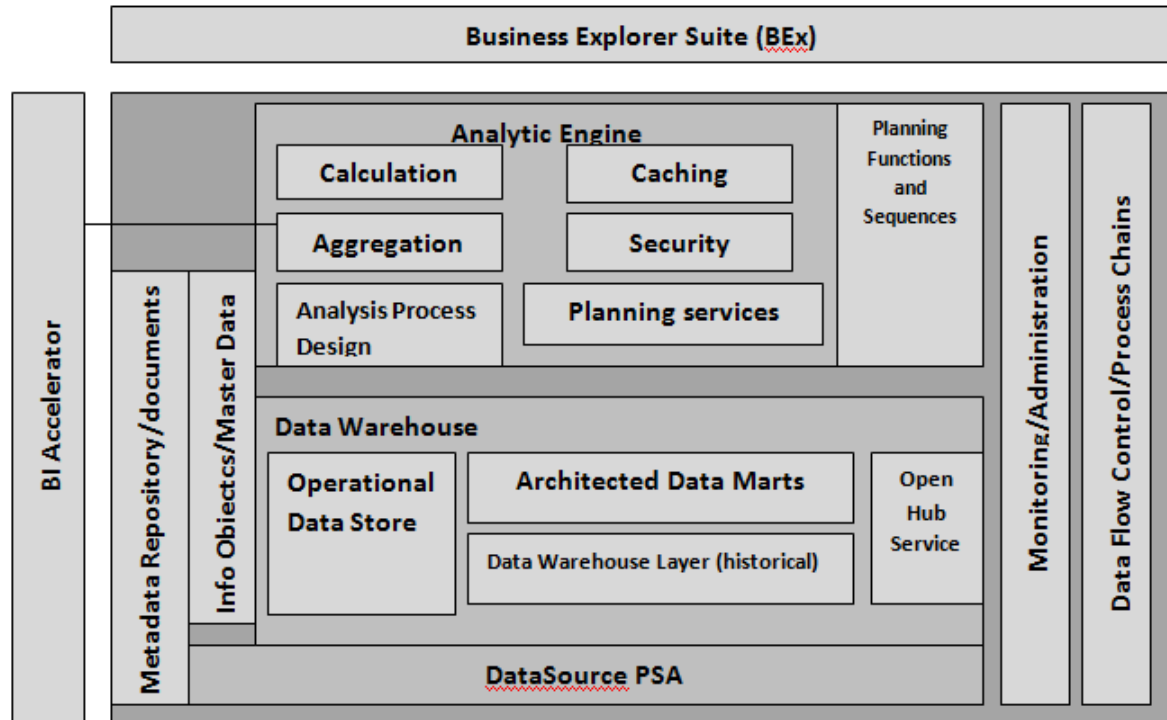 Business Explorer Suite (BEx)
BI Accelerator
Metadata Repository/documents
Info Obiectcs/Master Data
Analytic Engine
Calculation
Caching
Aggregation
Security
Analysis Process
Design
Planning services
Planning
Functions
and
Sequences
Data Warehouse
Operational
Data Store
Architected Data Marts
Data Warehouse Layer (historical)
Open
Hub
Service
DataSource PSA
Monitoring/Administration
Data Flow Control/Process Chains